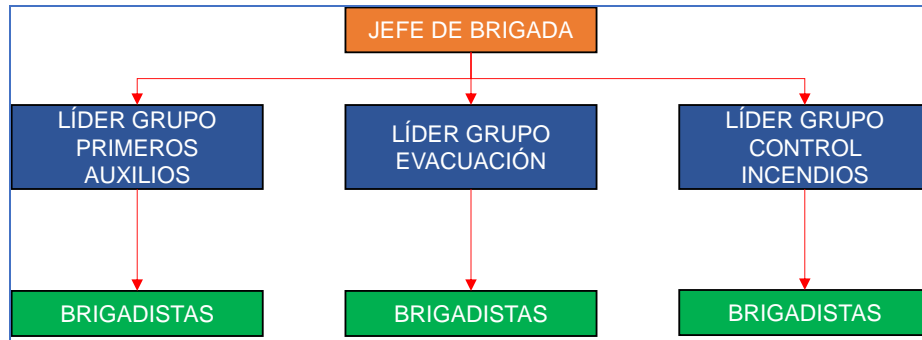 JEFE DE BRIGADA
LÍDER GRUPO
PRIMEROS
AUXILIOS
LÍDER GRUPO
EVACUACIÓN
LÍDER GRUPO
CONTROL
INCENDIOS
BRIGADISTAS
BRIGADISTAS
BRIGADISTAS